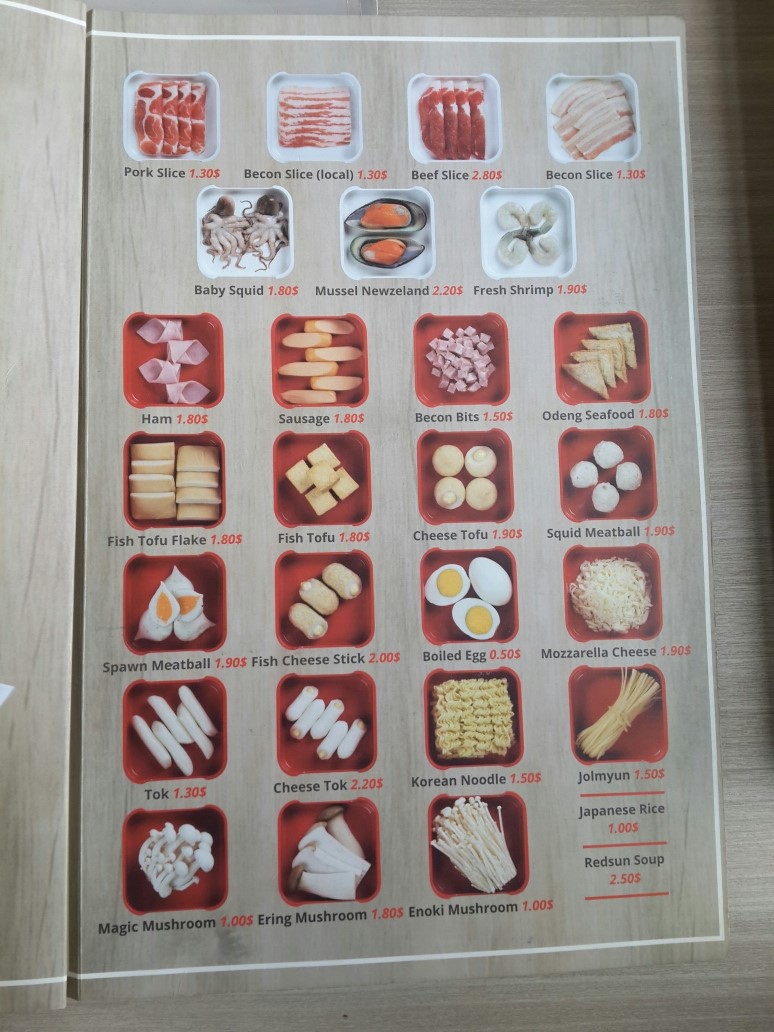 Pork Slice 1.30$
Becon Slice (local) 1.30$
Beef Slice 2.80$
Becon Slice 1.30$
Baby Squid 1.80$
Mussel Newzeland 2.20$
Fresh Shrimp 1.90$
Ham 1.80$
Sausage 1.80$
Becon Bits 1.50$
Odeng Seafood 1.80$
Fish Tofu Flake 1.80$
Fish Tofu 1.80$
Cheese Tofu 1.90$
Squid Meatball 1.90$
Spawn Meatball 1.90$
Fish Cheese Stick 2.00$
Boiled Egg 0.50$
Mozzarella Cheese 1.90$
Tok 1.30$
Cheese Tok 2.20$
Korean Noodle 1.50$
Jolmyun 1.50$
Japanese Rice
1.00$
Redsun Soup
2.50$
Magic Mushroom 1.00$
Ering Mushroom 1.80$
Enoki Mushroom 1.00$